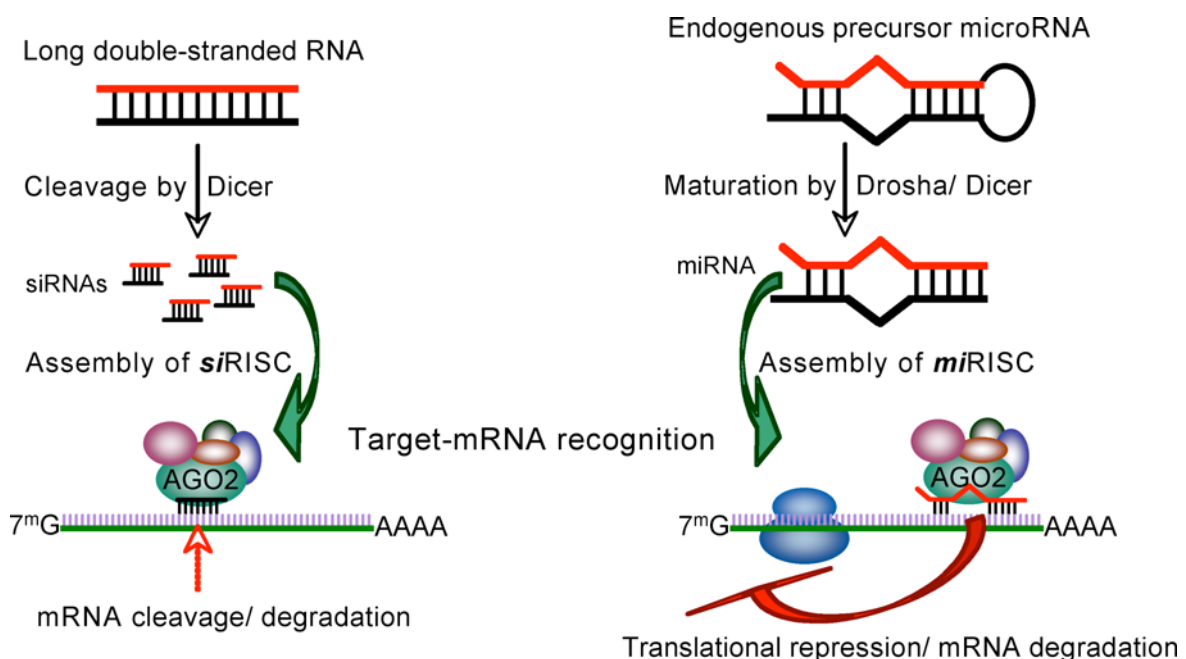 Long double-stranded RNA
Cleavage by Dicer
siRNAs
Assembly of siRISC
AGO2
7ᵐG AAAA
mRNA cleavage/ degradation
Target-mRNA recognition
Endogenous precursor microRNA
Maturation by Drosha/ Dicer
miRNA
Assembly of miRISC
AGO2
7ᵐG AAAA
Translational repression/ mRNA degradation